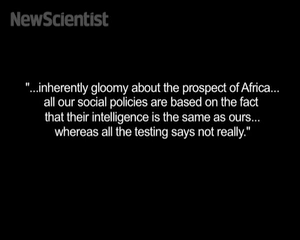 NewScientist
"...inherently gloomy about the prospect of Africa...
all our social policies are based on the fact
that their intelligence is the same as ours...
whereas all the testing says not really."